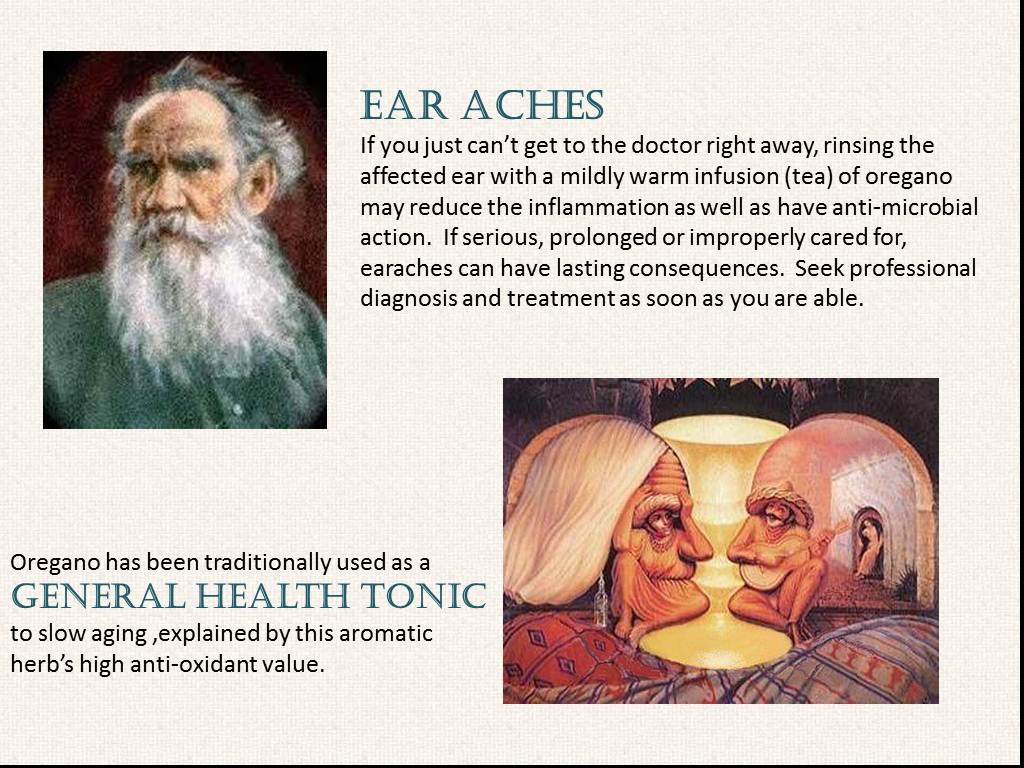 EAR ACHES
If you just can’t get to the doctor right away, rinsing the
affected ear with a mildly warm infusion (tea) of oregano
may reduce the inflammation as well as have anti-microbial
action.  If serious, prolonged or improperly cared for,
earaches can have lasting consequences.  Seek professional
diagnosis and treatment as soon as you are able.
Oregano has been traditionally used as a
GENERAL HEALTH TONIC
to slow aging ,explained by this aromatic
herb’s high anti-oxidant value.